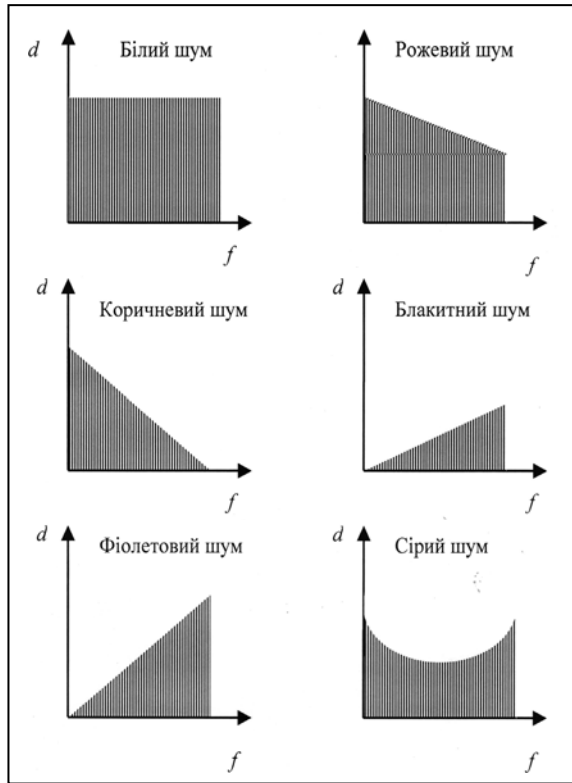 d
Білий шум
f
Рожевий шум
f
d
Коричневий шум
f
d
Блакитний шум
f
d
Фіолетовий шум
f
d
Сірий шум
f